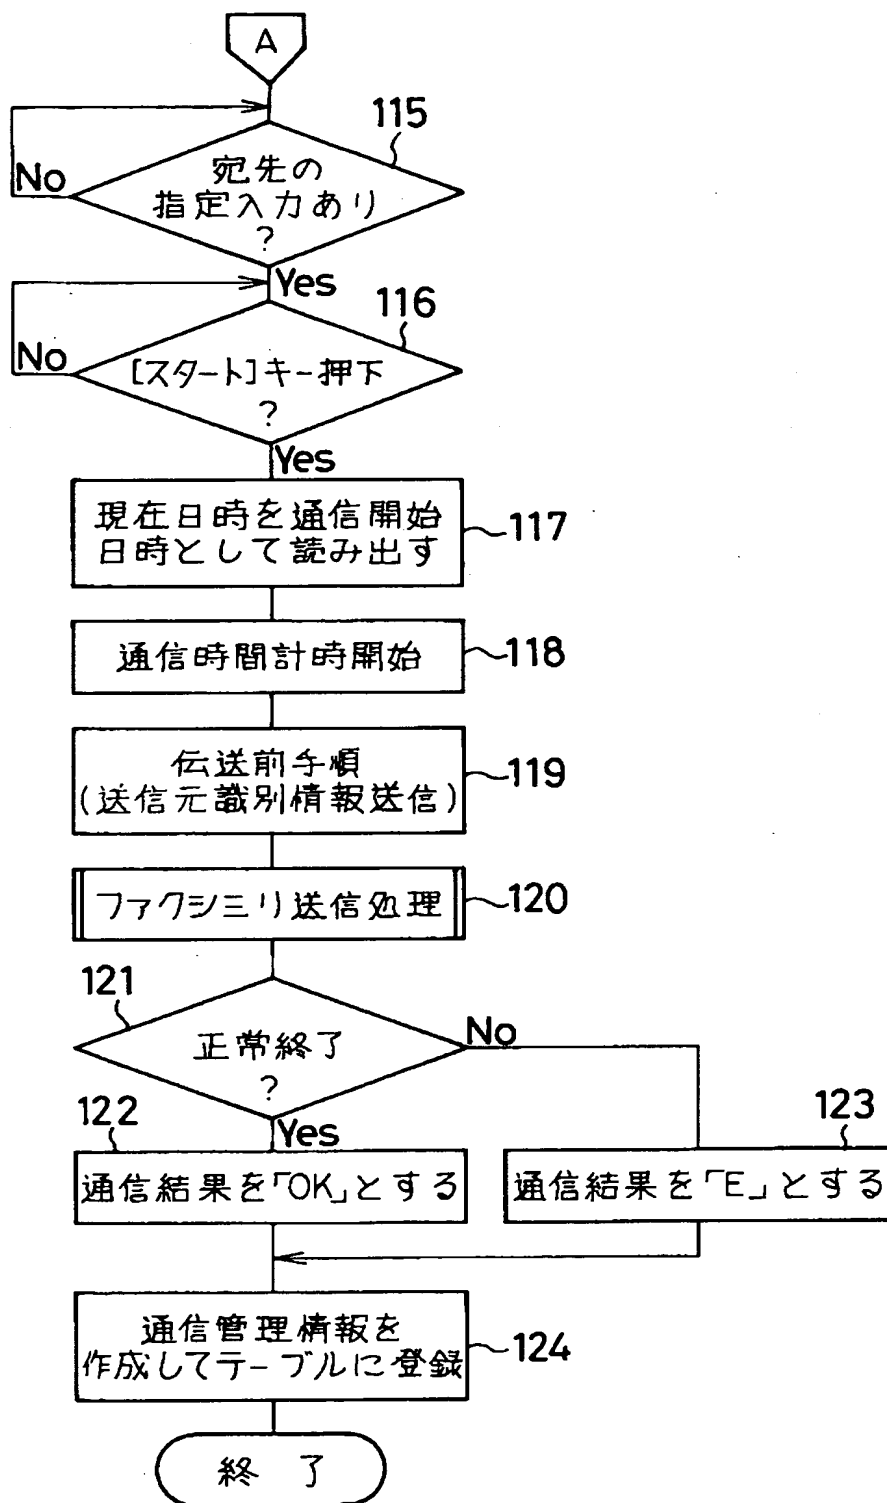 A
115
No
宛先の
指定入力あり
?
Yes
116
No
[スタート]キー押下
?
Yes
現在日時を通信開始
日時として読み出す
117
通信時間計時開始
118
伝送前手順
(送信元識別情報送信)
119
ファクシミリ送信処理
120
121
正常終了
?
No
Yes
122
通信結果を「OK」とする
123
通信結果を「E」とする
通信管理情報を
作成してテーブルに登録
124
終 了